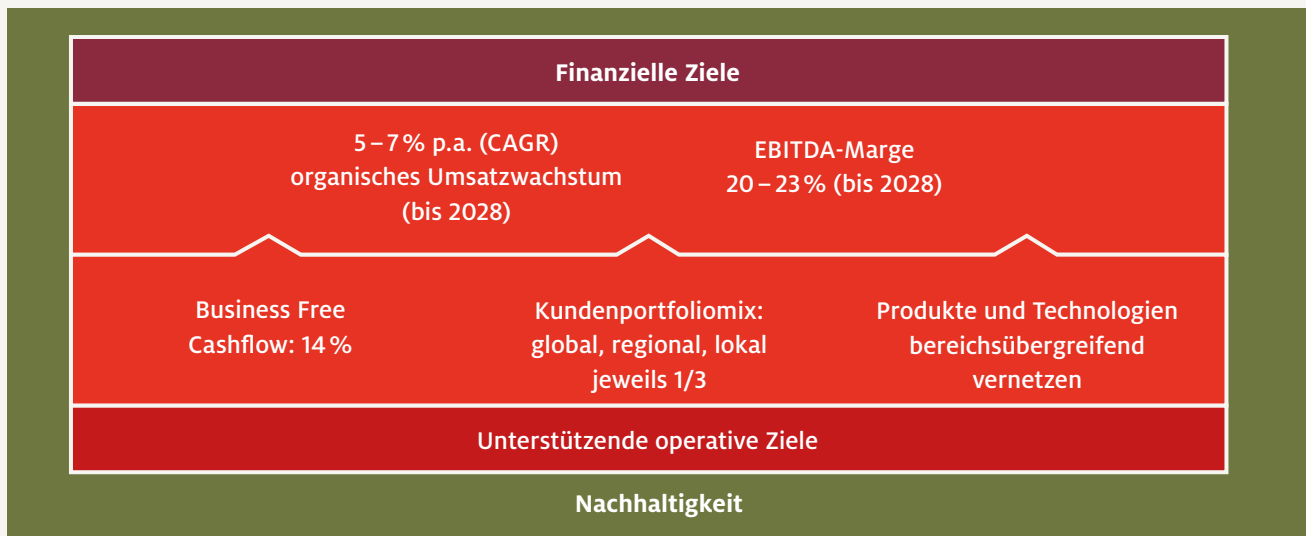 Finanzielle Ziele
5–7% p.a. (CAGR)
organisches Umsatzwachstum
(bis 2028)
EBITDA-Marge
20–23% (bis 2028)
Business Free
Cashflow: 14%
Kundenportfoliomix:
global, regional, lokal
jeweils 1/3
Produkte und Technologien
bereichsübergreifend
vernetzen
Unterstützende operative Ziele
Nachhaltigkeit